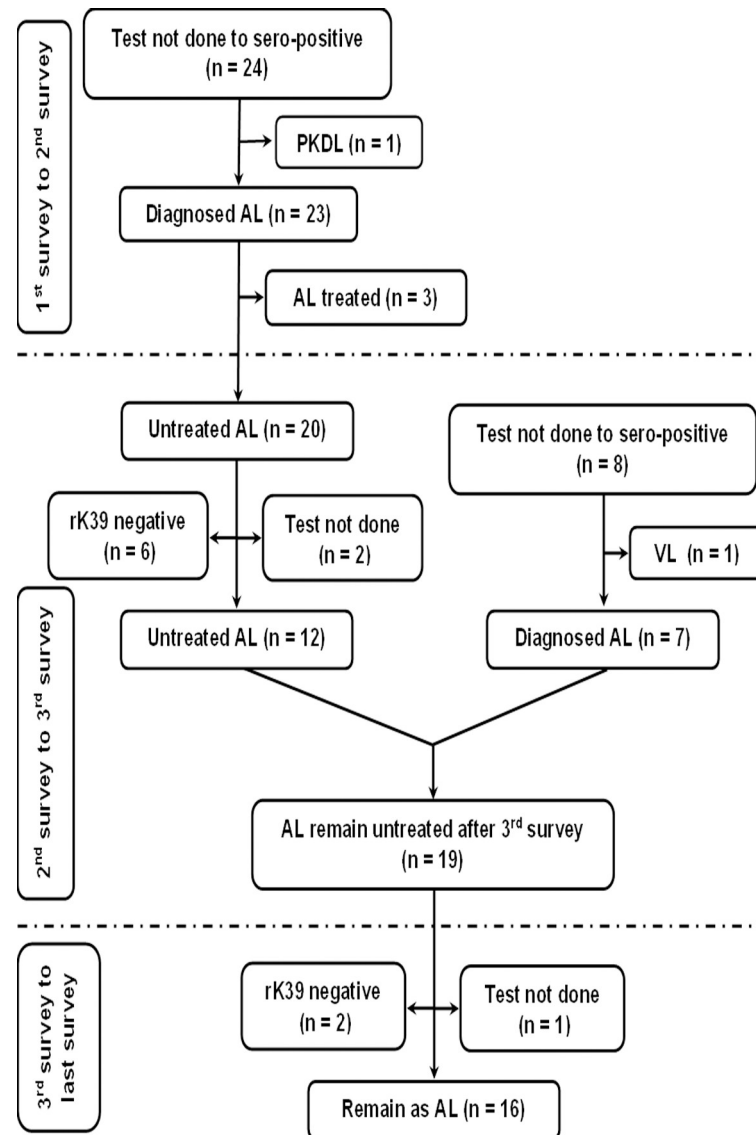 1st survey to 2nd survey
Test not done to sero-positive
(n = 24)
PKDL (n = 1)
Diagnosed AL (n = 23)
AL treated (n = 3)
2nd survey to 3rd survey
Untreated AL (n = 20)
Test not done to sero-positive
(n = 8)
rK39 negative
(n = 6)
Test not done
(n = 2)
VL (n = 1)
Untreated AL (n = 12)
Diagnosed AL (n = 7)
AL remain untreated after 3rd survey
(n = 19)
3rd survey to
last survey
rK39 negative
(n = 2)
Test not done
(n = 1)
Remain as AL (n = 16)